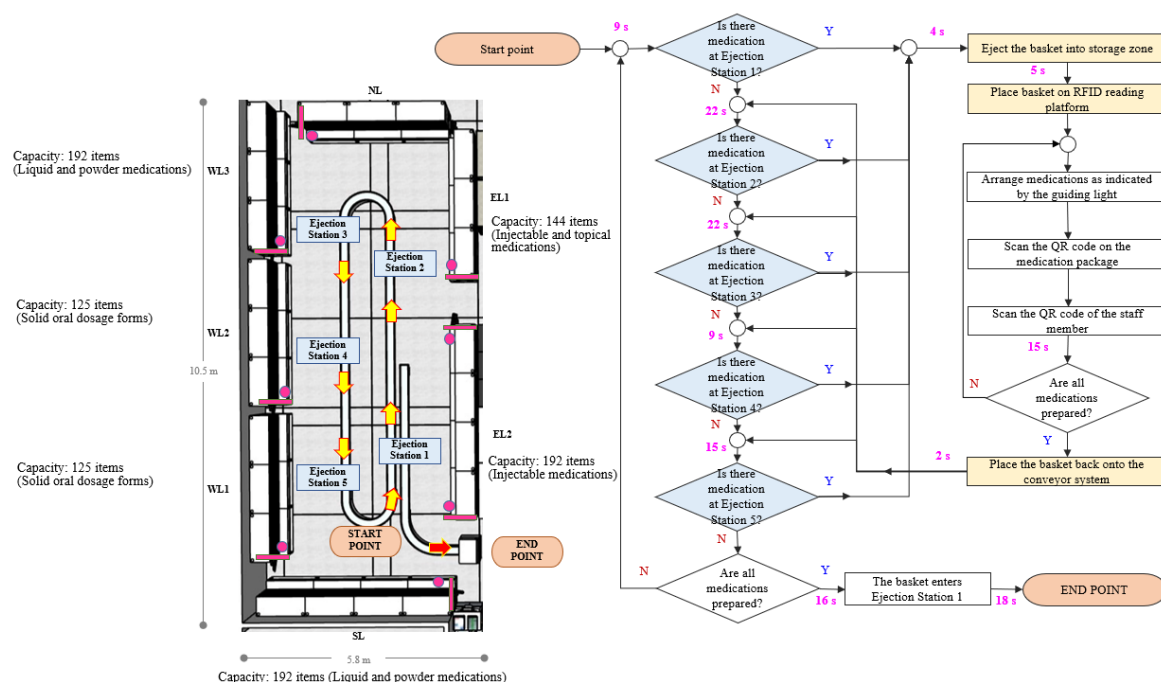 NL
Capacity: 192 items
(Liquid and powder medications)
WL3
EL1
Capacity: 144 items
(Injectable and topical
medications)
Ejection
Station 3
Ejection
Station 2
Capacity: 125 items
(Solid oral dosage forms)
WL2
10.5 m
Ejection
Station 4
EL2
Capacity: 192 items
(Injectable medications)
Ejection
Station 1
Capacity: 125 items
(Solid oral dosage forms)
WL1
Ejection
Station 5
START
POINT
END
POINT
SL
5.8 m
Capacity: 192 items (Liquid and powder medications)
Start point
9 s
Is there
medication
at Ejection
Station 1?
Y
N
22 s
Is there
medication
at Ejection
Station 2?
Y
N
22 s
Is there
medication
at Ejection
Station 3?
Y
N
9 s
Is there
medication
at Ejection
Station 4?
Y
N
15 s
Is there
medication
at Ejection
Station 5?
Y
N
Are all
medications
prepared?
N
Y
16 s
The basket enters
Ejection Station 1
18 s
END POINT
4 s
Eject the basket into storage zone
5 s
Place basket on RFID reading
platform
Arrange medications as indicated
by the guiding light
Scan the QR code on the
medication package
Scan the QR code of the staff
member
15 s
Are all
medications
prepared?
N
Y
Place the basket back onto the
conveyor system
2 s